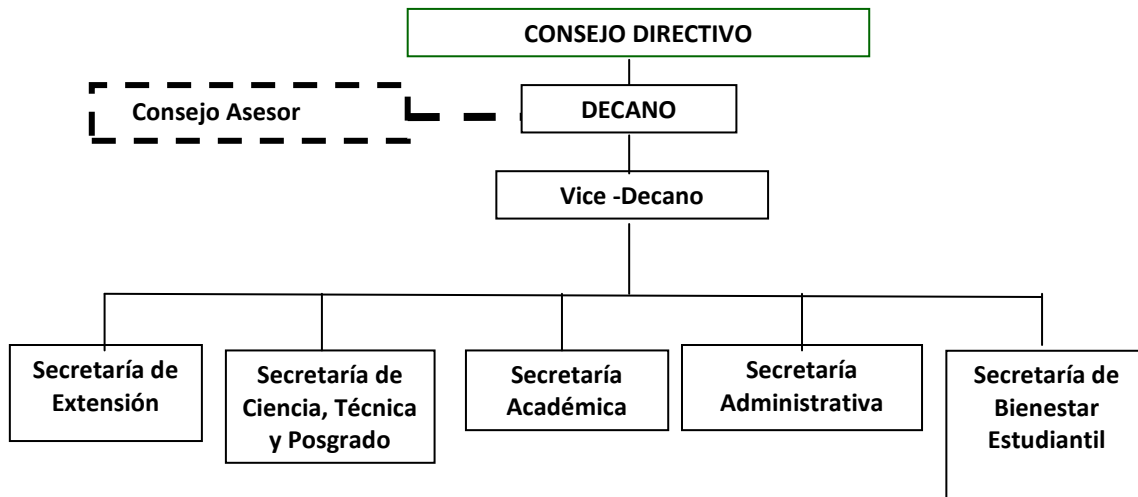 CONSEJO DIRECTIVO
Consejo Asesor
DECANO
Vice -Decano
Secretaría de
Extensión
Secretaría de
Ciencia, Técnica
y Posgrado
Secretaría
Académica
Secretaría
Administrativa
Secretaría de
Bienestar
Estudiantil